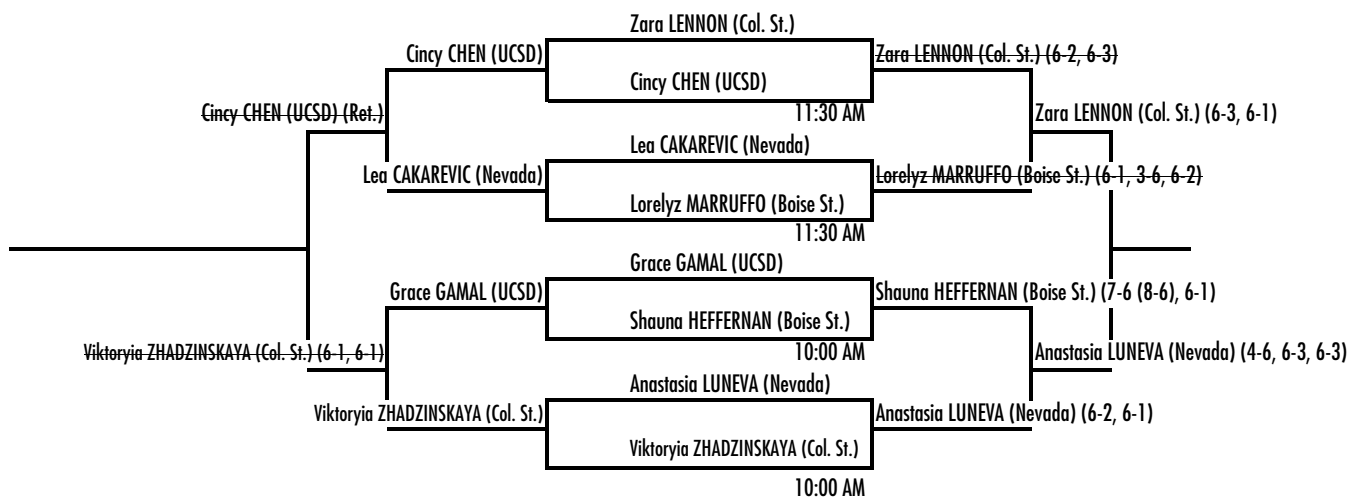 Zara LENNON (Col. St.)
Cincy CHEN (UCSD)
Zara LENNON (Col. St.) (6-2, 6-3)
Cincy CHEN (UCSD)
Cincy CHEN (UCSD) (Ret.)
11:30 AM
Zara LENNON (Col. St.) (6-3, 6-1)
Lea CAKAREVIC (Nevada)
Lea CAKAREVIC (Nevada)
Lorelyz MARRUFFO (Boise St.) (6-1, 3-6, 6-2)
Lorelyz MARRUFFO (Boise St.)
11:30 AM
Grace GAMAL (UCSD)
Grace GAMAL (UCSD)
Shauna HEFFERNAN (Boise St.) (7-6 (8-6), 6-1)
Shauna HEFFERNAN (Boise St.)
Viktoryia ZHADZINSKAYA (Col. St.) (6-1, 6-1)
10:00 AM
Anastasia LUNEVA (Nevada) (4-6, 6-3, 6-3)
Anastasia LUNEVA (Nevada)
Viktoryia ZHADZINSKAYA (Col. St.)
Anastasia LUNEVA (Nevada) (6-2, 6-1)
Viktoryia ZHADZINSKAYA (Col. St.)
10:00 AM